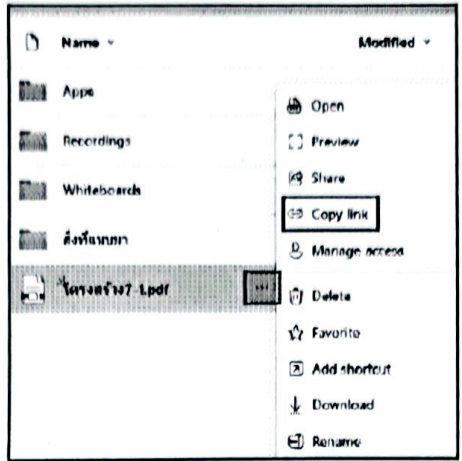 Name
Modified
Apps
Recordings
Whiteboards
สิ่งที่แนบมา
โครงสร้าง7-1.pdf
...
Open
Preview
Share
Copy link
Manage access
Delete
Favorite
Add shortcut
Download
Rename